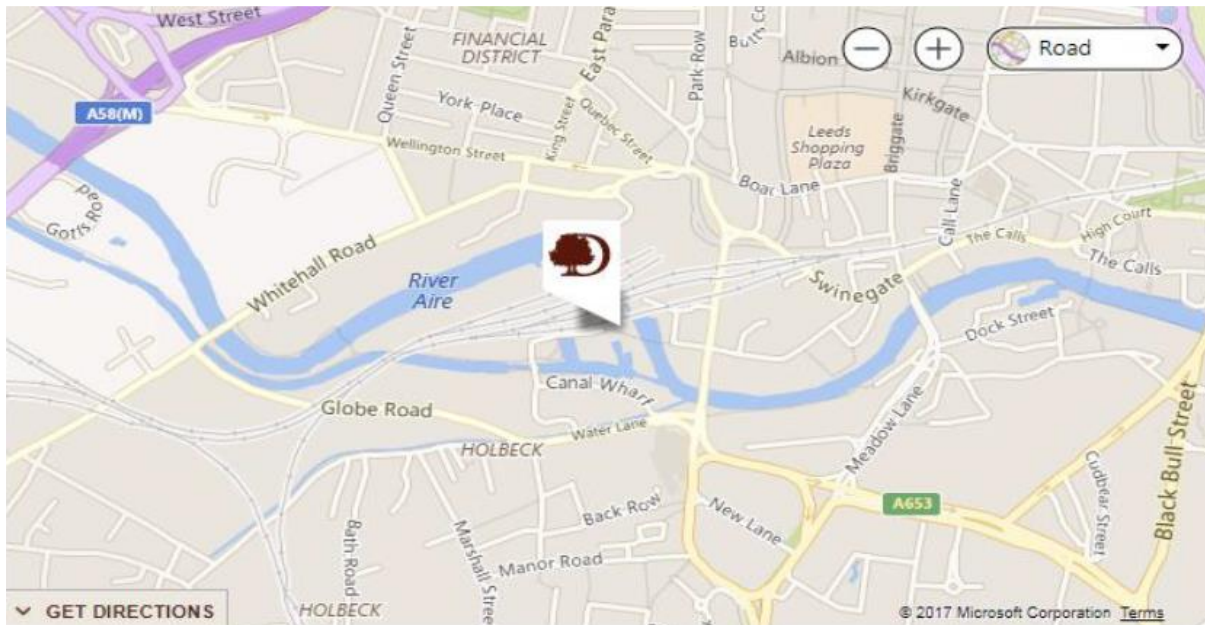 West Street
FINANCIAL
DISTRICT
East Para
Park Row
Albion
Road
A58(M)
Queen Street
York Place
King Street
Quebec Street
Kirkgate
Leeds
Shopping
Plaza
Briggate
Wellington Street
Boar Lane
Call Lane
Whitehall Road
River
Aire
D
The Calls
High Court
The Calls
Swinegate
Dock Street
Canal Wharf
Globe Road
Water Lane
HOLBECK
Meadow Lane
Black Bull Street
A653
Cudbear Street
Back Row
New Lane
Manor Road
Bath Road
Marshall Stree
HOLBECK
GET DIRECTIONS
© 2017 Microsoft Corporation Terms